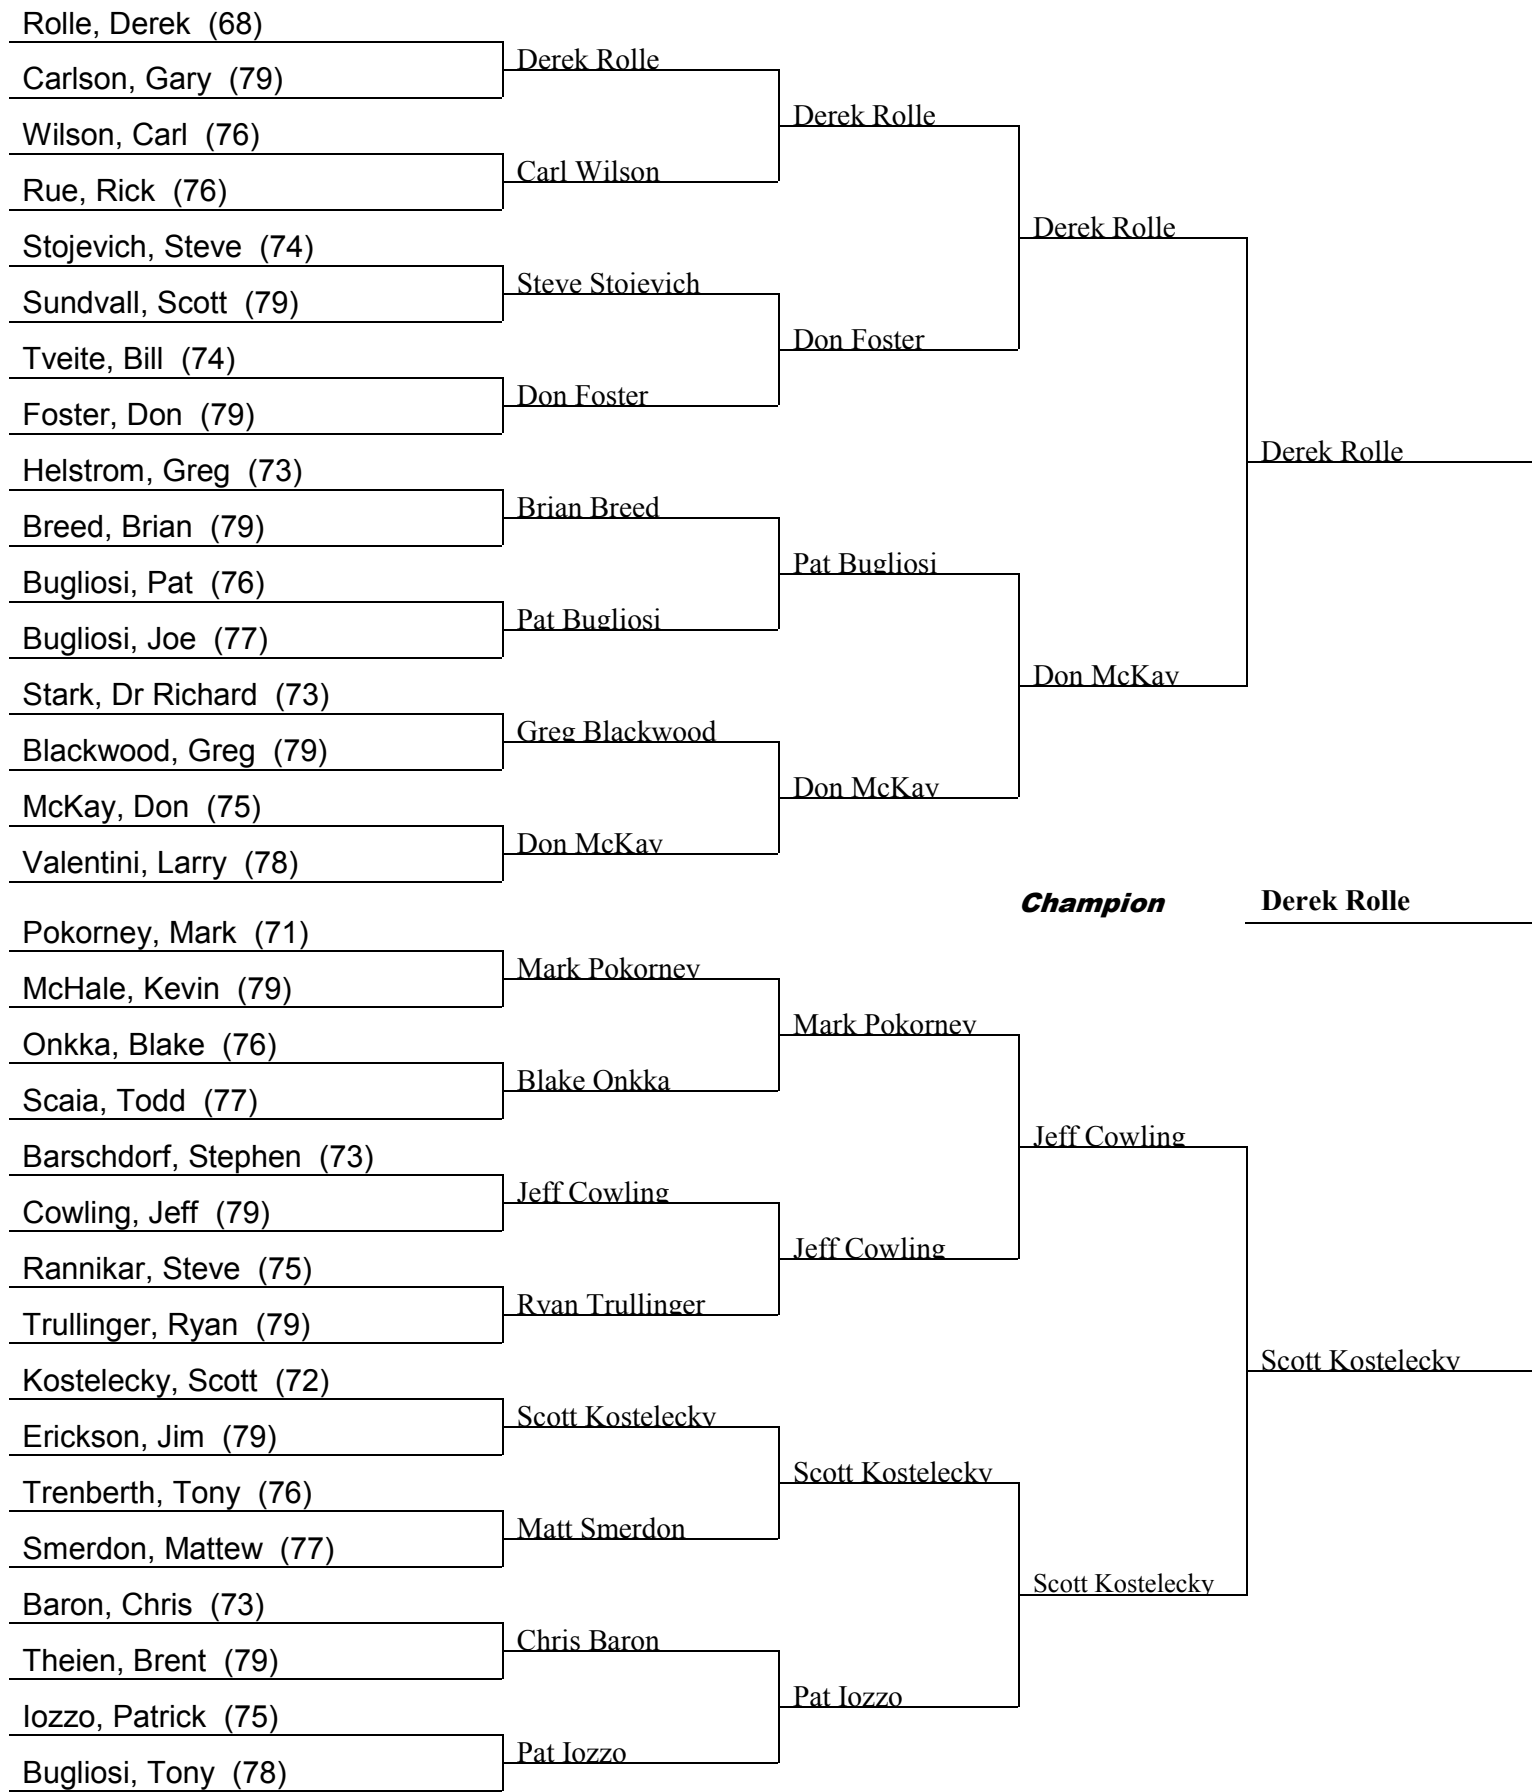 Rolle, Derek (68)
Carlson, Gary (79)
Wilson, Carl (76)
Rue, Rick (76)
Stojevich, Steve (74)
Sundvall, Scott (79)
Tveite, Bill (74)
Foster, Don (79)
Helstrom, Greg (73)
Breed, Brian (79)
Bugliosi, Pat (76)
Bugliosi, Joe (77)
Stark, Dr Richard (73)
Blackwood, Greg (79)
McKay, Don (75)
Valentini, Larry (78)
Pokorney, Mark (71)
McHale, Kevin (79)
Onkka, Blake (76)
Scaia, Todd (77)
Barschdorf, Stephen (73)
Cowling, Jeff (79)
Rannikar, Steve (75)
Trullinger, Ryan (79)
Kostelecky, Scott (72)
Erickson, Jim (79)
Trenberth, Tony (76)
Smerdon, Mattew (77)
Baron, Chris (73)
Theien, Brent (79)
Iozzo, Patrick (75)
Bugliosi, Tony (78)
Derek Rolle
Carl Wilson
Steve Stojevich
Don Foster
Brian Breed
Pat Bugliosi
Greg Blackwood
Don McKay
Mark Pokorney
Blake Onkka
Jeff Cowling
Ryan Trullinger
Scott Kostelecky
Matt Smerdon
Chris Baron
Pat Iozzo
Derek Rolle
Don Foster
Pat Bugliosi
Don McKay
Mark Pokorney
Jeff Cowling
Scott Kostelecky
Pat Iozzo
Derek Rolle
Don McKay
Jeff Cowling
Scott Kostelecky
Derek Rolle
Scott Kostelecky
Champion Derek Rolle